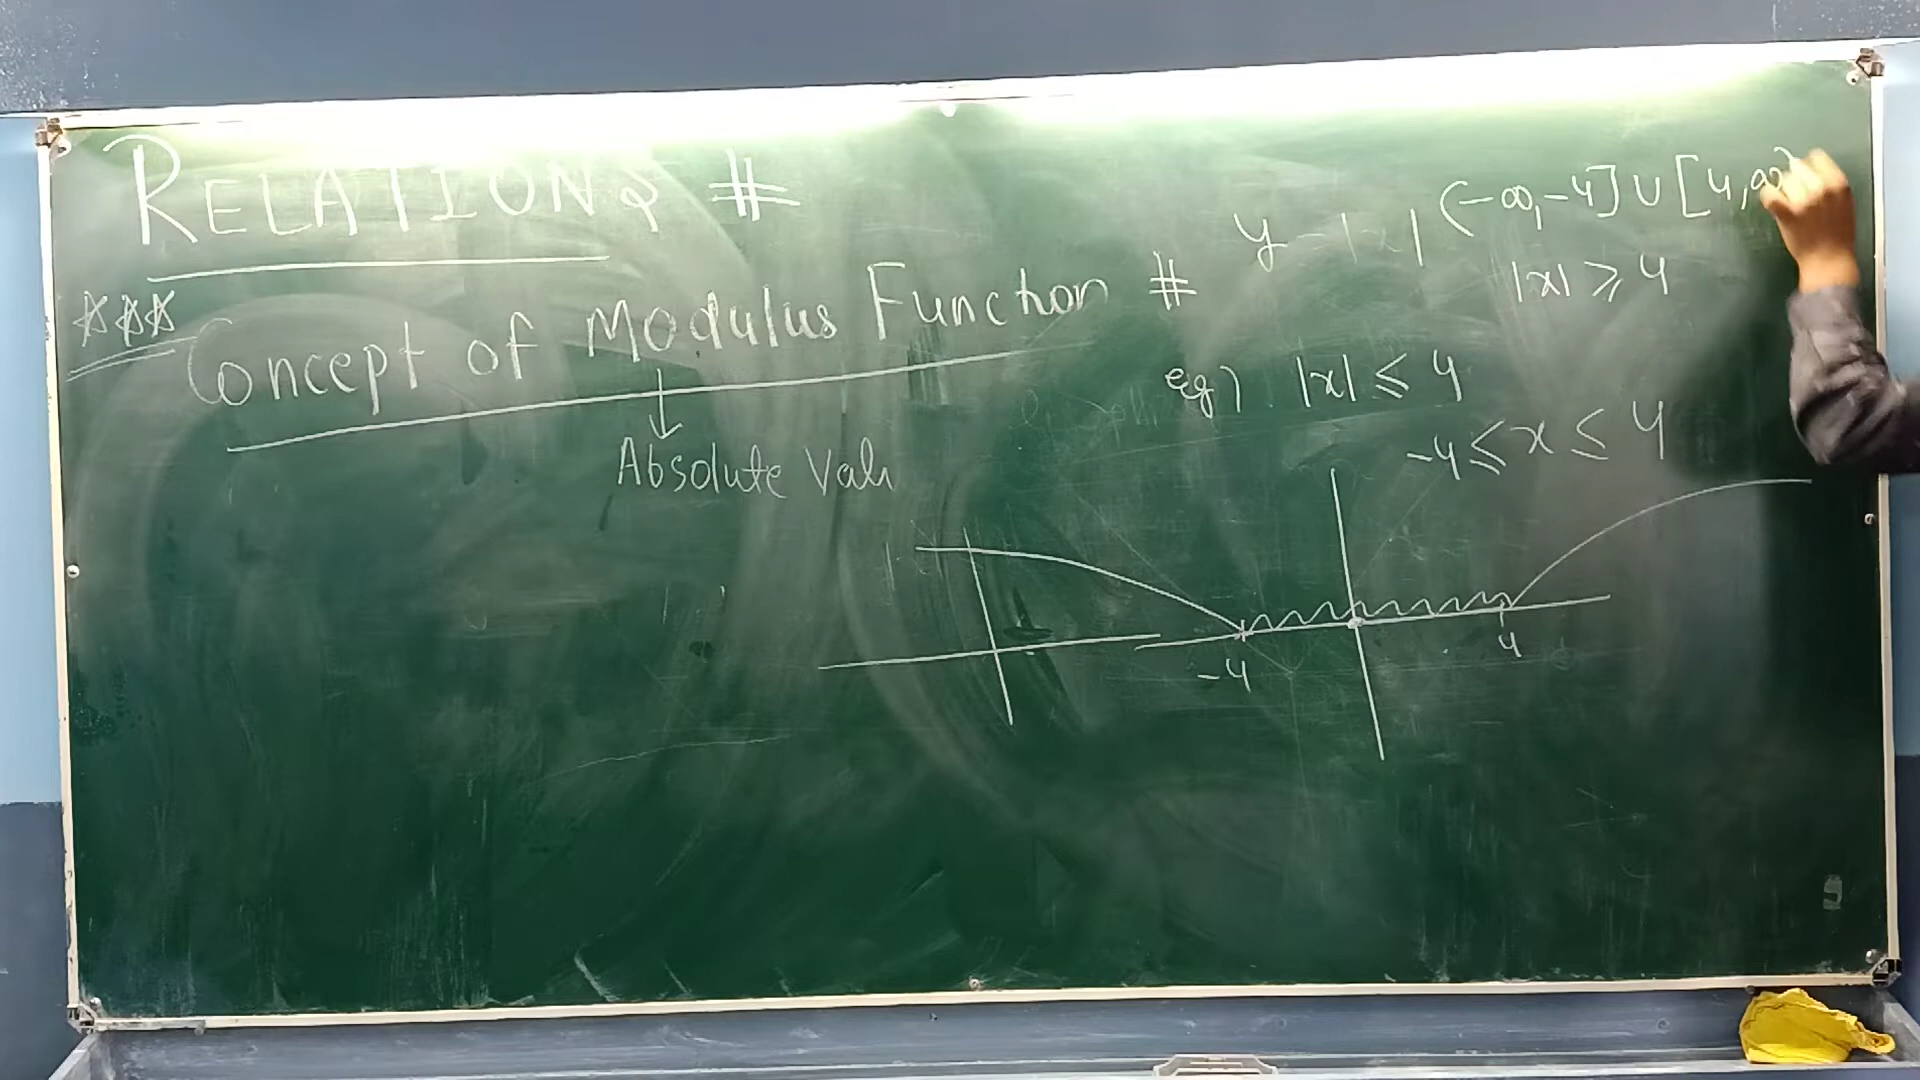 RELATIONS #
*** Concept of Modulus Function #
Absolute Valu
y = |x|
(-∞, -4] ∪ [4, ∞)
|x| ≥ 4
eg) |x| ≤ 4
-4 ≤ x ≤ 4
-4
4